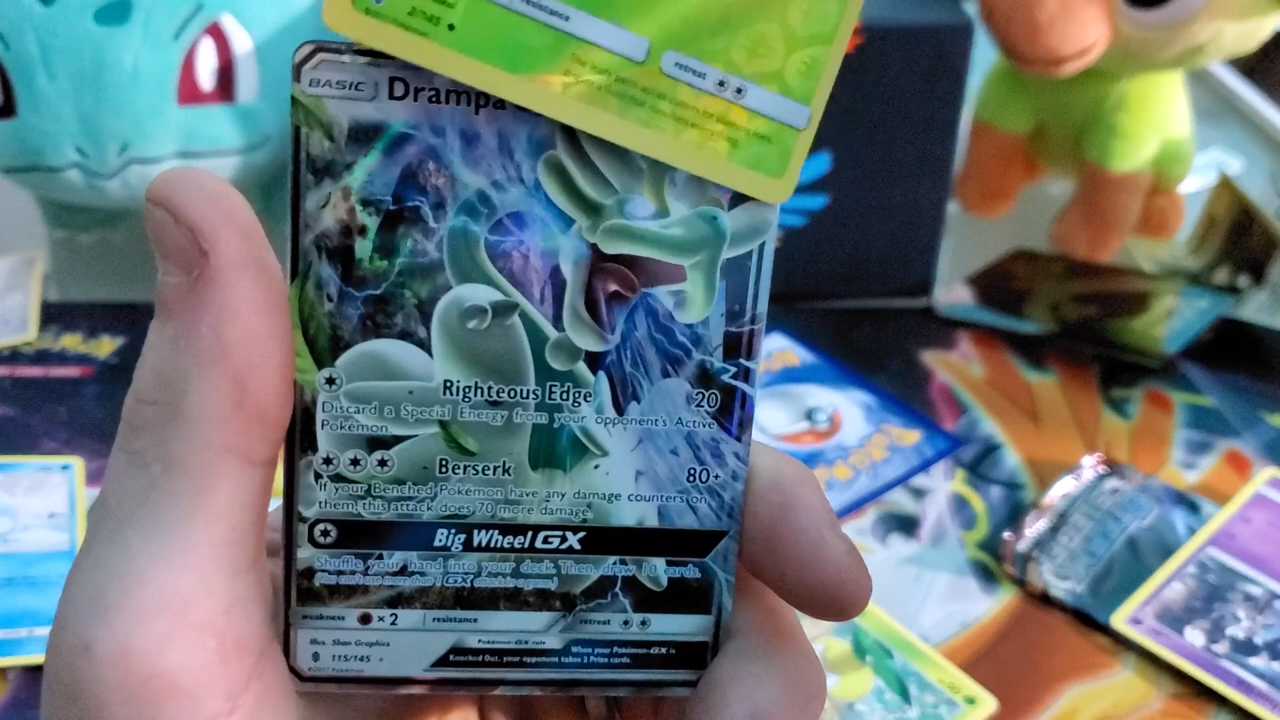 2/145
resistance
retreat
BASIC Drampa
Righteous Edge 20
Discard a Special Energy from your opponent's Active
Pokémon.
Berserk 80+
If your Benched Pokémon have any damage counters on
them, this attack does 70 more damage.
Big Wheel GX
Shuffle your hand into your deck. Then, draw 10 cards.
(You can't use more than 1 GX attack in a game.)
weakness ×2 resistance retreat
Illus. 5ban Graphics Pokémon-GX rule When your Pokémon-GX is
115/145 Knocked Out, your opponent takes 2 Prize cards.
©2017 Pokémon